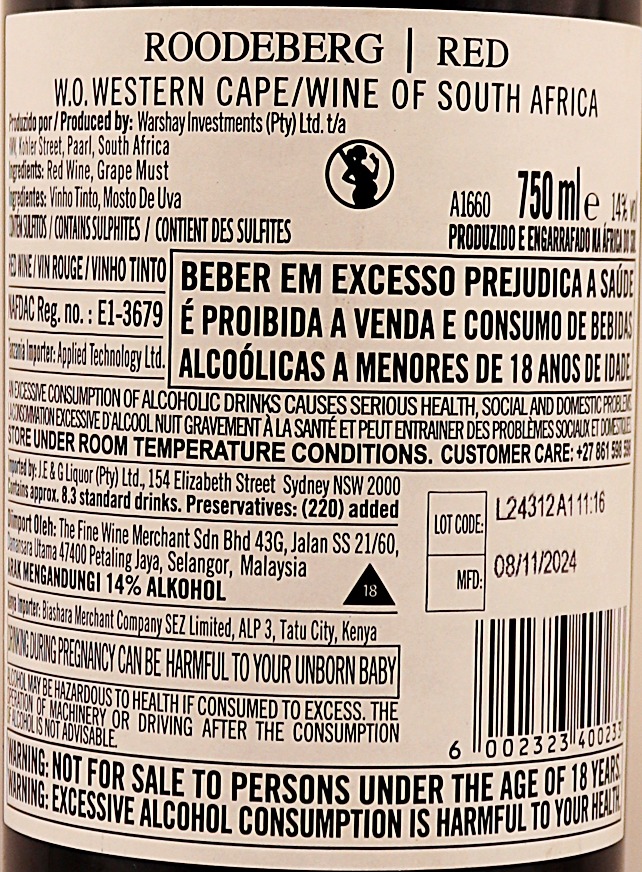 ROODEBERG | RED
W.O. WESTERN CAPE/WINE OF SOUTH AFRICA
Produzido por / Produced by: Warshay Investments (Pty) Ltd. t/a
Kohler Street, Paarl, South Africa
Ingredients: Red Wine, Grape Must
Ingredientes: Vinho Tinto, Mosto De Uva
CONTÉM SULFITOS / CONTAINS SULPHITES / CONTIENT DES SULFITES
A1660 750 ml e 14% vol
PRODUZIDO E ENGARRAFADO NA ÁFRICA DO
RED WINE / VIN ROUGE / VINHO TINTO
NAFDAC Reg. no. : E1-3679
Tanzania Importer: Applied Technology Ltd.
BEBER EM EXCESSO PREJUDICA A SAÚDE
É PROIBIDA A VENDA E CONSUMO DE BEBIDAS
ALCOÓLICAS A MENORES DE 18 ANOS DE IDADE
AN EXCESSIVE CONSUMPTION OF ALCOHOLIC DRINKS CAUSES SERIOUS HEALTH, SOCIAL AND DOMESTIC PROBLEMS
LA CONSOMMATION EXCESSIVE D'ALCOOL NUIT GRAVEMENT À LA SANTÉ ET PEUT ENTRAINER DES PROBLÈMES SOCIAUX ET DOMESTIQUES
STORE UNDER ROOM TEMPERATURE CONDITIONS. CUSTOMER CARE: +27 861 598
Imported by: J.E & G Liquor (Pty) Ltd., 154 Elizabeth Street Sydney NSW 2000
Contains approx. 8.3 standard drinks. Preservatives: (220) added
Diimport Oleh: The Fine Wine Merchant Sdn Bhd 43G, Jalan SS 21/60,
Damansara Utama 47400 Petaling Jaya, Selangor, Malaysia
ARAK MENGANDUNGI 14% ALKOHOL
18
LOT CODE: L24312A1 11:16
MFD: 08/11/2024
Kenya Importer: Biashara Merchant Company SEZ Limited, ALP 3, Tatu City, Kenya
DRINKING DURING PREGNANCY CAN BE HARMFUL TO YOUR UNBORN BABY
ALCOHOL MAY BE HAZARDOUS TO HEALTH IF CONSUMED TO EXCESS. THE
OPERATION OF MACHINERY OR DRIVING AFTER THE CONSUMPTION
OF ALCOHOL IS NOT ADVISABLE.
6 002323 400233
WARNING: NOT FOR SALE TO PERSONS UNDER THE AGE OF 18 YEARS
WARNING: EXCESSIVE ALCOHOL CONSUMPTION IS HARMFUL TO YOUR HEALTH.